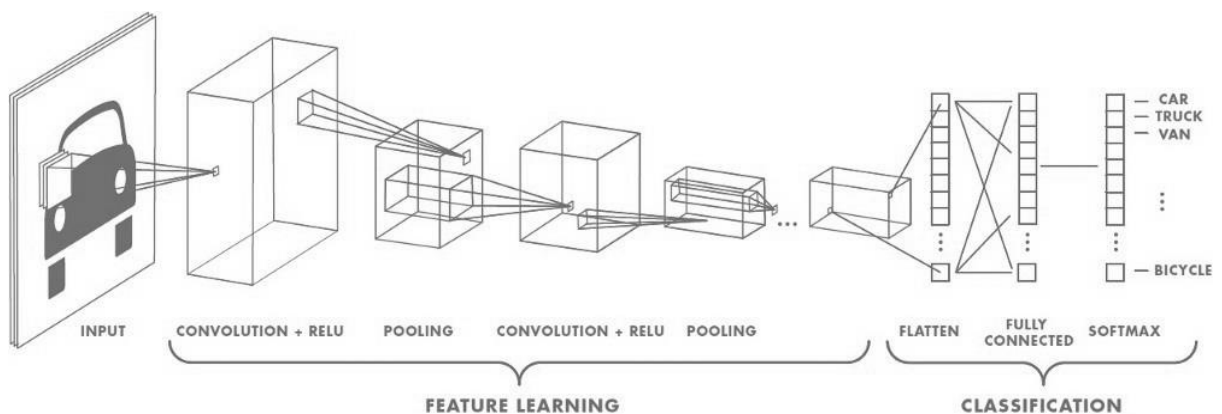 CAR
TRUCK
VAN
BICYCLE
INPUT
CONVOLUTION + RELU
POOLING
CONVOLUTION + RELU
POOLING
FLATTEN
FULLY
CONNECTED
SOFTMAX
FEATURE LEARNING
CLASSIFICATION